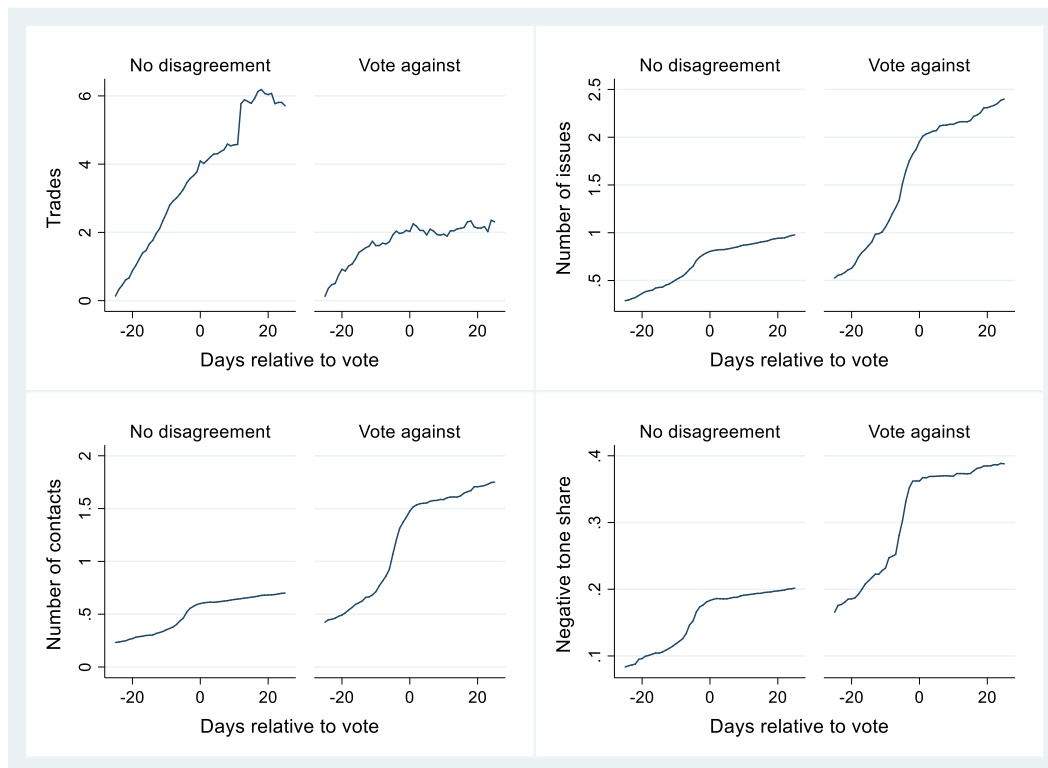 No disagreement Vote against
Trades
6
4
2
0
-20 0 20 -20 0 20
Days relative to vote
No disagreement Vote against
Number of issues
2.5
2
1.5
1
.5
-20 0 20 -20 0 20
Days relative to vote
No disagreement Vote against
Number of contacts
2
1.5
1
.5
0
-20 0 20 -20 0 20
Days relative to vote
No disagreement Vote against
Negative tone share
.4
.3
.2
.1
-20 0 20 -20 0 20
Days relative to vote